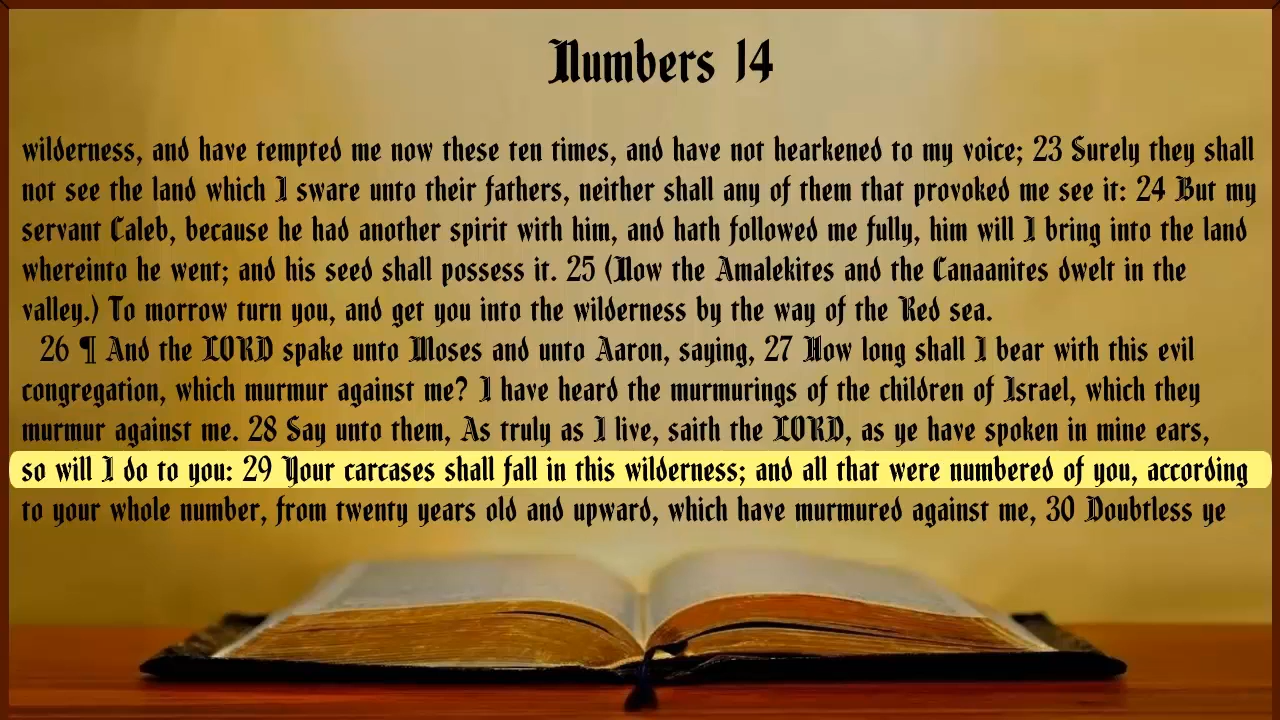 Numbers 14
wilderness, and have tempted me now these ten times, and have not hearkened to my voice; 23 Surely they shall
not see the land which I sware unto their fathers, neither shall any of them that provoked me see it: 24 But my
servant Caleb, because he had another spirit with him, and hath followed me fully, him will I bring into the land
whereinto he went; and his seed shall possess it. 25 (Now the Amalekites and the Canaanites dwelt in the
valley.) To morrow turn you, and get you into the wilderness by the way of the Red sea.
26 ¶ And the LORD spake unto Moses and unto Aaron, saying, 27 How long shall I bear with this evil
congregation, which murmur against me? I have heard the murmurings of the children of Israel, which they
murmur against me. 28 Say unto them, As truly as I live, saith the LORD, as ye have spoken in mine ears,
so will I do to you: 29 Your carcases shall fall in this wilderness; and all that were numbered of you, according
to your whole number, from twenty years old and upward, which have murmured against me, 30 Doubtless ye